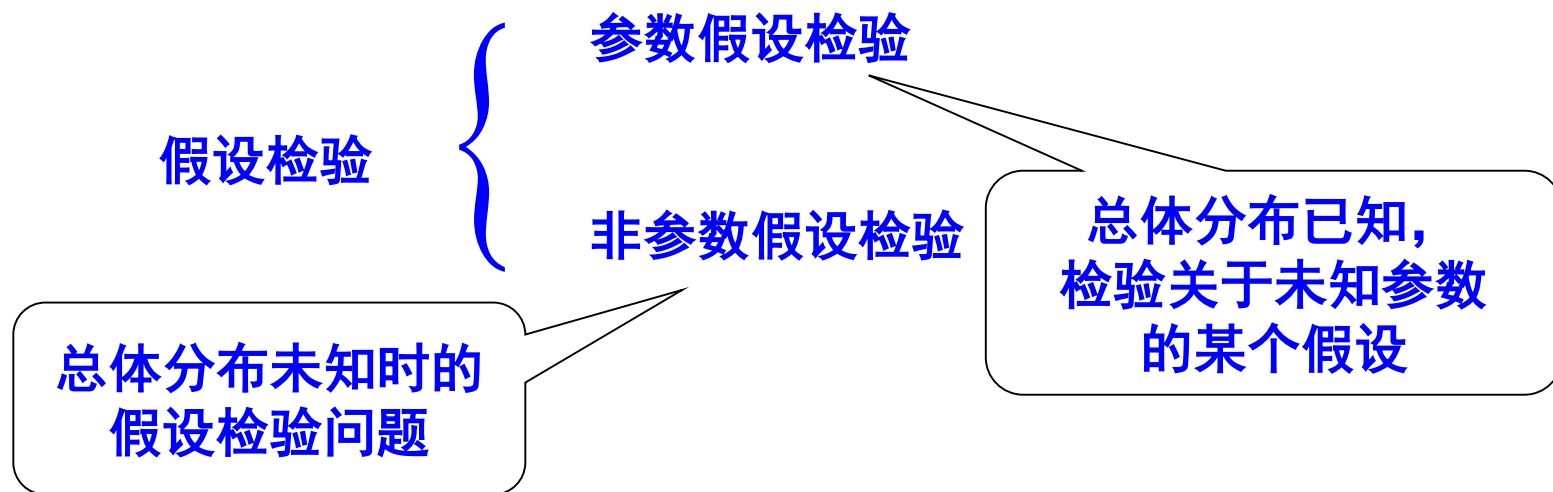 参数假设检验
假设检验
非参数假设检验
总体分布已知,
检验关于未知参数
的某个假设
总体分布未知时的
假设检验问题